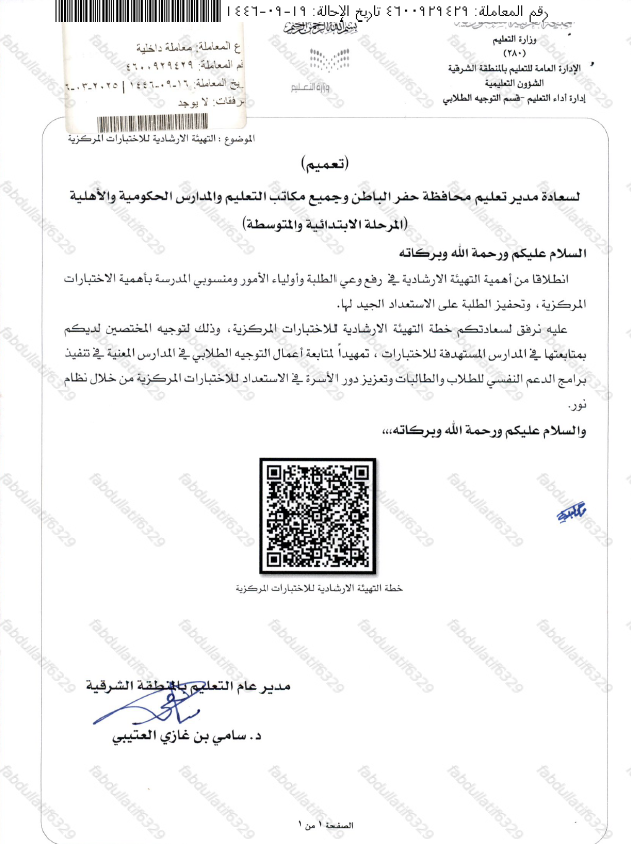 رقم المعاملة: ٤٦٠٠٩٢٩٤٢٩ تاريخ الإحالة: ١٩-٠٩-١٤٤٦
بسم الله الرحمن الرحيم
وزارة التعليم
(٢٨٠)
الإدارة العامة للتعليم بالمنطقة الشرقية
الشؤون التعليمية
إدارة أداء التعليم -قسم التوجيه الطلابي
وزارة التعليم
ع المعاملة: معاملة داخلية
م المعاملة: ٤٦٠٠٩٢٩٤٢٩
يخ المعاملة: ١٦-٠٩-١٤٤٦ | ٢٠٢٥-٠٣-٦
رفقات: لا يوجد
الموضوع : التهيئة الارشادية للاختبارات المركزية
(تعميم)
لسعادة مدير تعليم محافظة حفر الباطن وجميع مكاتب التعليم والمدارس الحكومية والأهلية
(المرحلة الابتدائية والمتوسطة)
السلام عليكم ورحمة الله وبركاته
انطلاقا من أهمية التهيئة الارشادية في رفع وعي الطلبة وأولياء الأمور ومنسوبي المدرسة بأهمية الاختبارات
المركزية، وتحفيز الطلبة على الاستعداد الجيد لها.
عليه نرفق لسعادتكم خطة التهيئة الارشادية للاختبارات المركزية، وذلك لتوجيه المختصين لديكم
بمتابعتها في المدارس المستهدفة للاختبارات ، تمهيداً لمتابعة أعمال التوجيه الطلابي في المدارس المعنية في تنفيذ
برامج الدعم النفسي للطلاب والطالبات وتعزيز دور الأسرة في الاستعداد للاختبارات المركزية من خلال نظام
نور.
والسلام عليكم ورحمة الله وبركاته،،،
خطة التهيئة الارشادية للاختبارات المركزية
مدير عام التعليم بالمنطقة الشرقية
د. سامي بن غازي العتيبي
الصفحة ١ من ١
fabdullatif6329